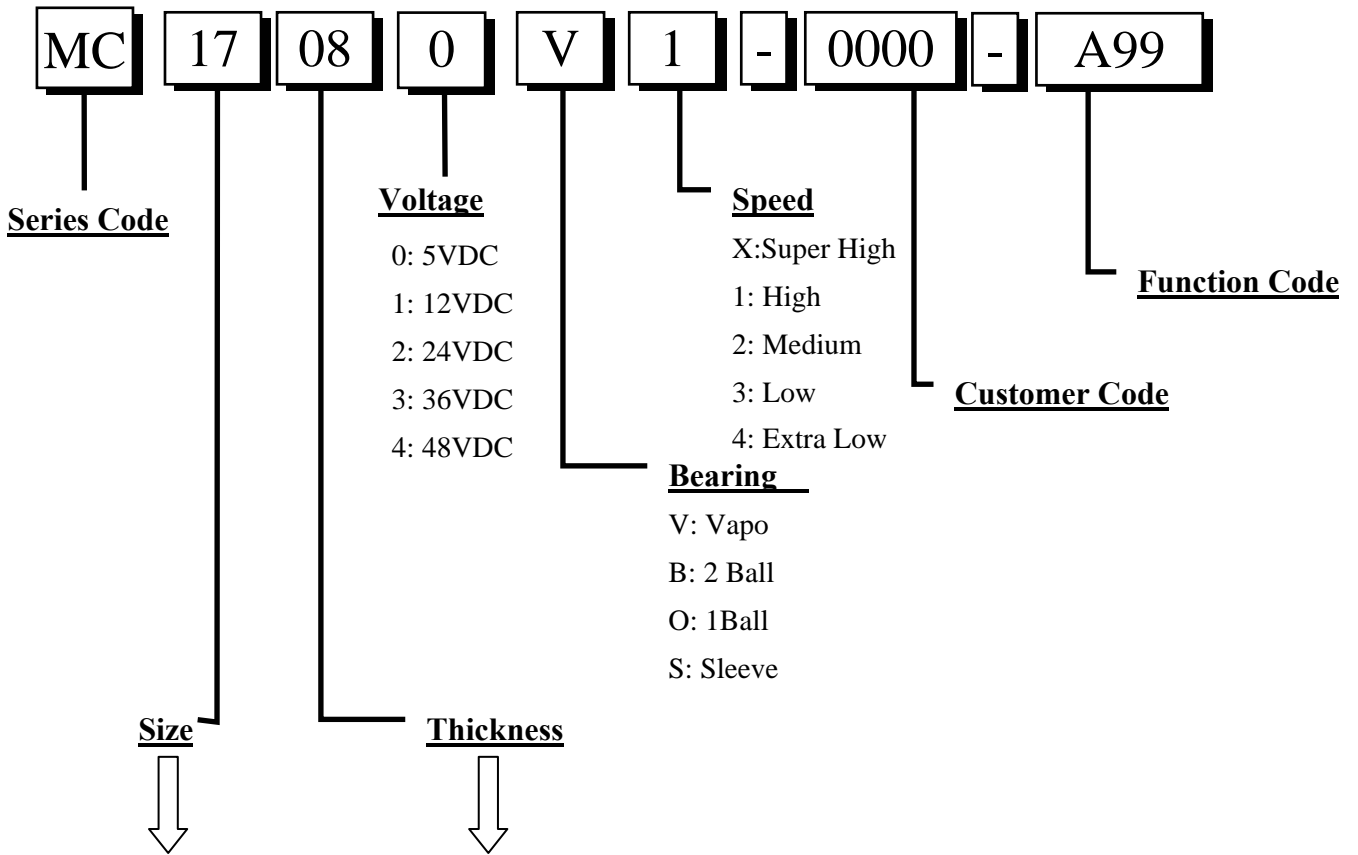 MC 17 08 0 V 1 - 0000 - A99
Series Code
Voltage
0: 5VDC
1: 12VDC
2: 24VDC
3: 36VDC
4: 48VDC
Speed
X:Super High
1: High
2: Medium
3: Low
4: Extra Low
Function Code
Customer Code
Bearing
V: Vapo
B: 2 Ball
O: 1Ball
S: Sleeve
Size
Thickness